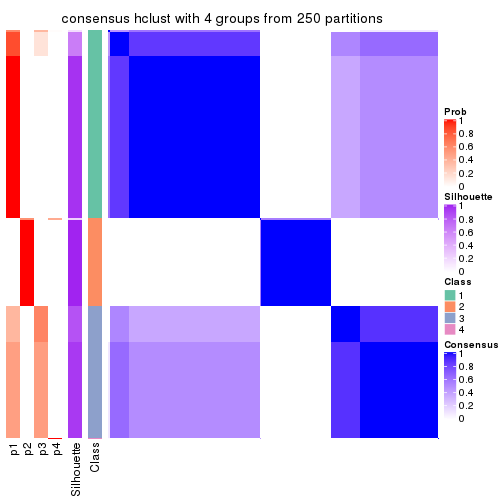 consensus hclust with 4 groups from 250 partitions
Prob
1
0.8
0.6
0.4
0.2
0
Silhouette
1
0.8
0.6
0.4
0.2
0
Class
1
2
3
4
Consensus
1
0.8
0.6
0.4
0.2
0
p1
p2
p3
p4
Silhouette
Class